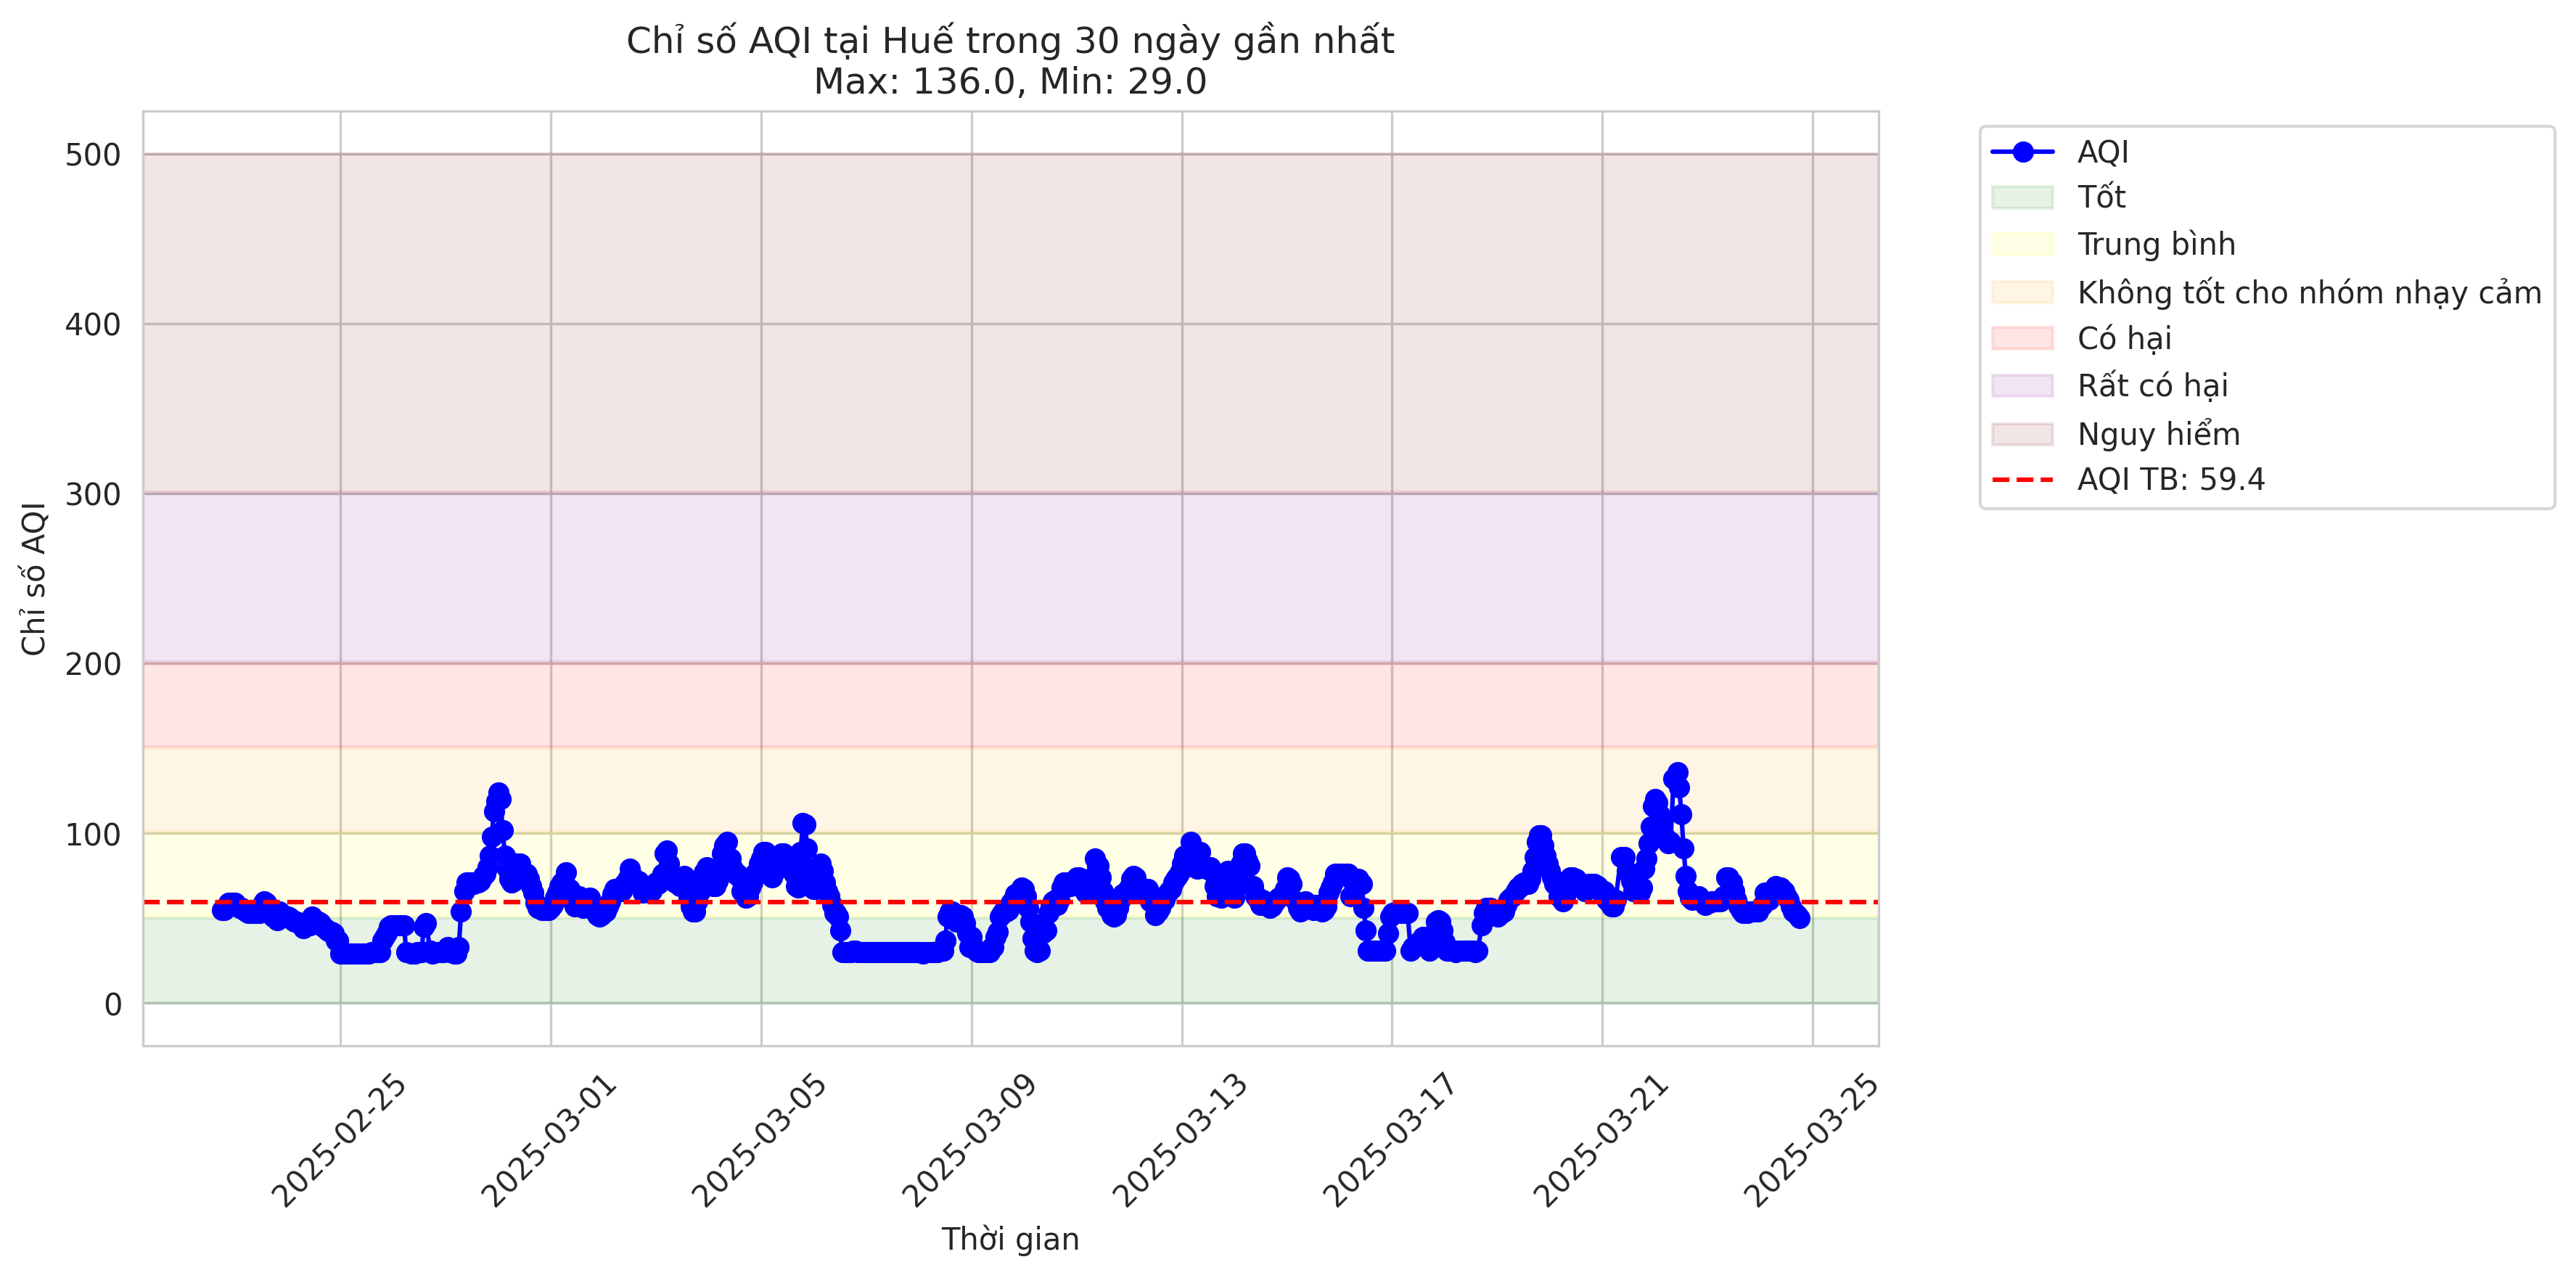 Chỉ số AQI tại Huế trong 30 ngày gần nhất
Max: 136.0, Min: 29.0
Chỉ số AQI
500
400
300
200
100
0
2025-02-25
2025-03-01
2025-03-05
2025-03-09
2025-03-13
2025-03-17
2025-03-21
2025-03-25
Thời gian
AQI
Tốt
Trung bình
Không tốt cho nhóm nhạy cảm
Có hại
Rất có hại
Nguy hiểm
AQI TB: 59.4